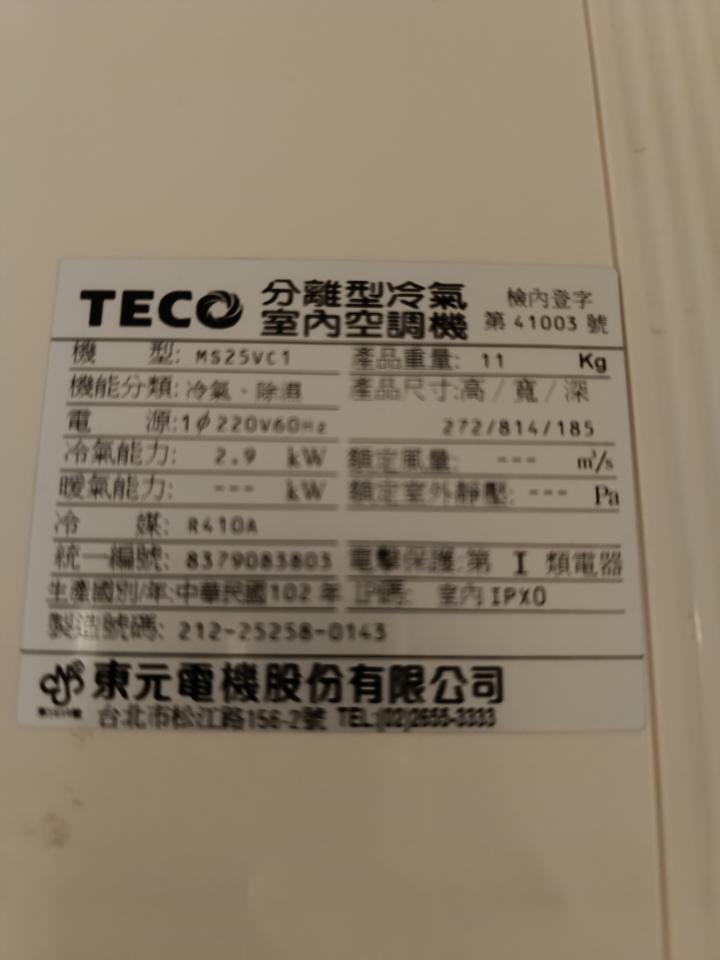 TECO 分離型冷氣 室內空調機 檢內登字 第 41003 號
機 型: MS25VC1 產品重量: 11 Kg
機能分類: 冷氣、除濕 產品尺寸:高/寬/深
電 源:1φ220V60Hz 272/814/185
冷氣能力: 2.9 kW 額定風量: --- m³/s
暖氣能力: --- kW 額定室外靜壓: --- Pa
冷 媒: R410A
統一編號: 8379083803 電擊保護:第 I 類電器
生產國別/年:中華民國102 年 IP碼: 室內 IPX0
製造號碼: 212-25258-0143
東元電機股份有限公司
台北市松江路156-2號 TEL:(02)2655-3333